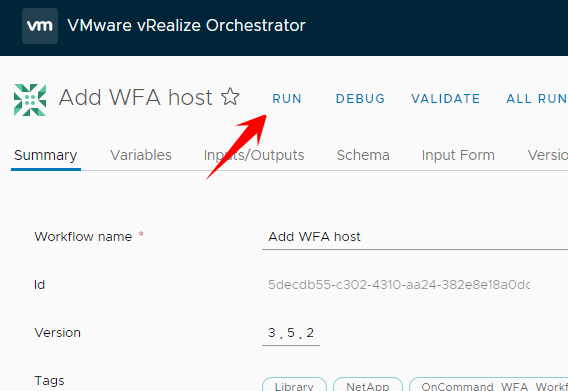 vm VMware vRealize Orchestrator
Add WFA host RUN DEBUG VALIDATE ALL RUN
Summary Variables Inputs/Outputs Schema Input Form Versio
Workflow name * Add WFA host
Id 5decdb55-c302-4310-aa24-382e8e18a0dc
Version 3 . 5 . 2
Tags Library NetApp OnCommand_WFA_Workf